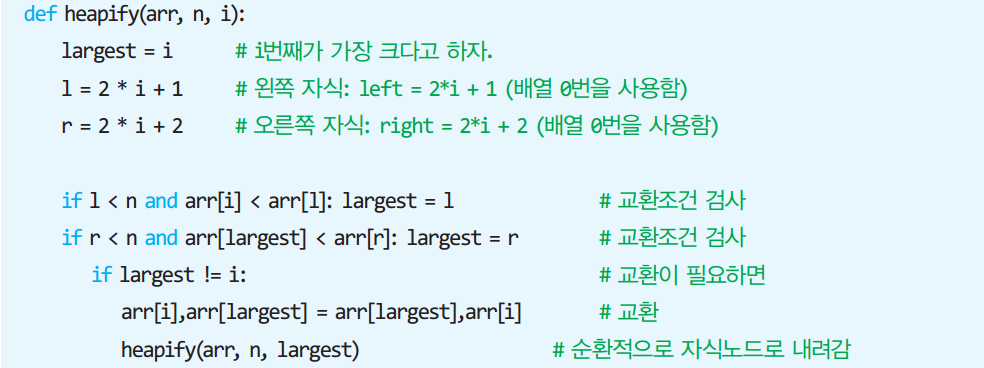 def heapify(arr, n, i):
largest = i # i번째가 가장 크다고 하자.
l = 2 * i + 1 # 왼쪽 자식: left = 2*i + 1 (배열 0번을 사용함)
r = 2 * i + 2 # 오른쪽 자식: right = 2*i + 2 (배열 0번을 사용함)
if l < n and arr[i] < arr[l]: largest = l # 교환조건 검사
if r < n and arr[largest] < arr[r]: largest = r # 교환조건 검사
if largest != i: # 교환이 필요하면
arr[i],arr[largest] = arr[largest],arr[i] # 교환
heapify(arr, n, largest) # 순환적으로 자식노드로 내려감